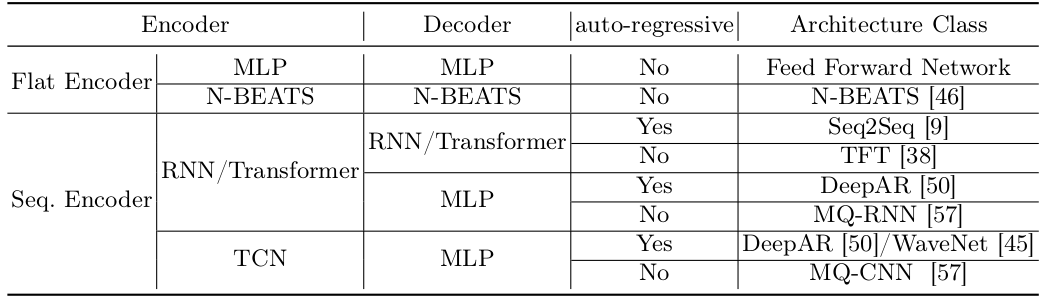 Encoder Decoder auto-regressive Architecture Class
Flat Encoder MLP MLP No Feed Forward Network
N-BEATS N-BEATS No N-BEATS [46]
Seq. Encoder RNN/Transformer RNN/Transformer Yes Seq2Seq [9]
No TFT [38]
MLP Yes DeepAR [50]
No MQ-RNN [57]
TCN MLP Yes DeepAR [50]/WaveNet [45]
No MQ-CNN [57]